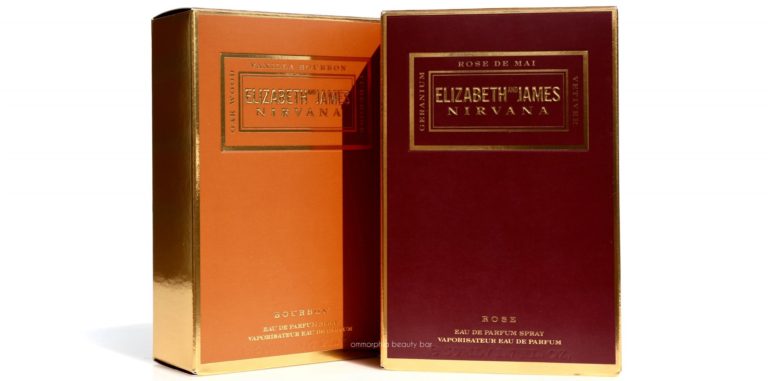 VANILLA BOURBON
OAK WOOD
ELIZABETH AND JAMES
NIRVANA
BOURBON
EAU DE PARFUM SPRAY
VAPORISATEUR EAU DE PARFUM
ROSE DE MAI
GERANIUM
ELIZABETH AND JAMES
NIRVANA
VETIVER
ROSE
EAU DE PARFUM SPRAY
VAPORISATEUR EAU DE PARFUM
ommorphia beauty bar